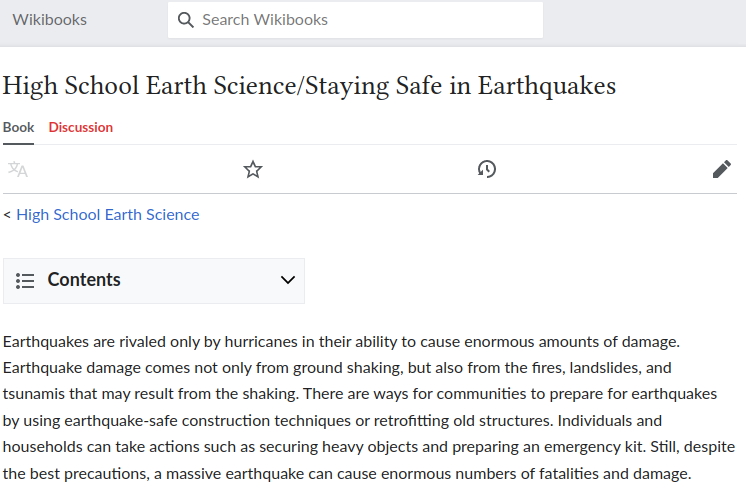 Wikibooks
Search Wikibooks
High School Earth Science/Staying Safe in Earthquakes
Book Discussion
< High School Earth Science
Contents
Earthquakes are rivaled only by hurricanes in their ability to cause enormous amounts of damage.
Earthquake damage comes not only from ground shaking, but also from the fires, landslides, and
tsunamis that may result from the shaking. There are ways for communities to prepare for earthquakes
by using earthquake-safe construction techniques or retrofitting old structures. Individuals and
households can take actions such as securing heavy objects and preparing an emergency kit. Still, despite
the best precautions, a massive earthquake can cause enormous numbers of fatalities and damage.